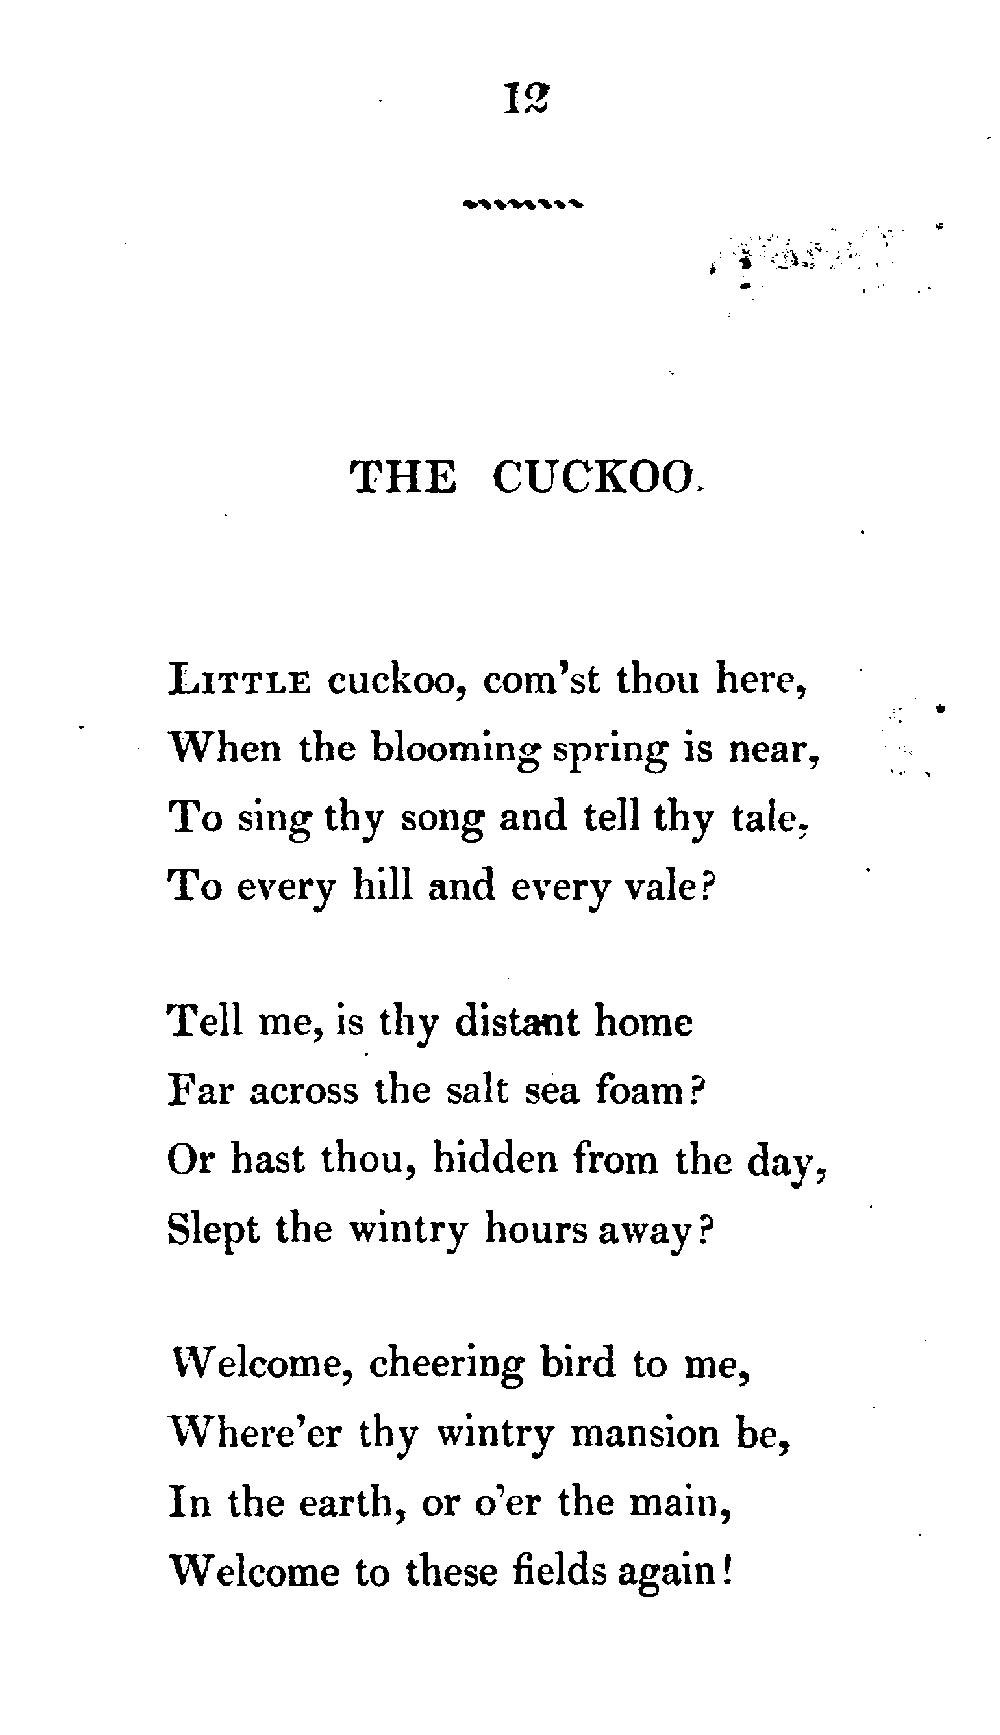 12
THE CUCKOO.
LITTLE cuckoo, com'st thou here,
When the blooming spring is near,
To sing thy song and tell thy tale,
To every hill and every vale?
Tell me, is thy distant home
Far across the salt sea foam?
Or hast thou, hidden from the day,
Slept the wintry hours away?
Welcome, cheering bird to me,
Where'er thy wintry mansion be,
In the earth, or o'er the main,
Welcome to these fields again!